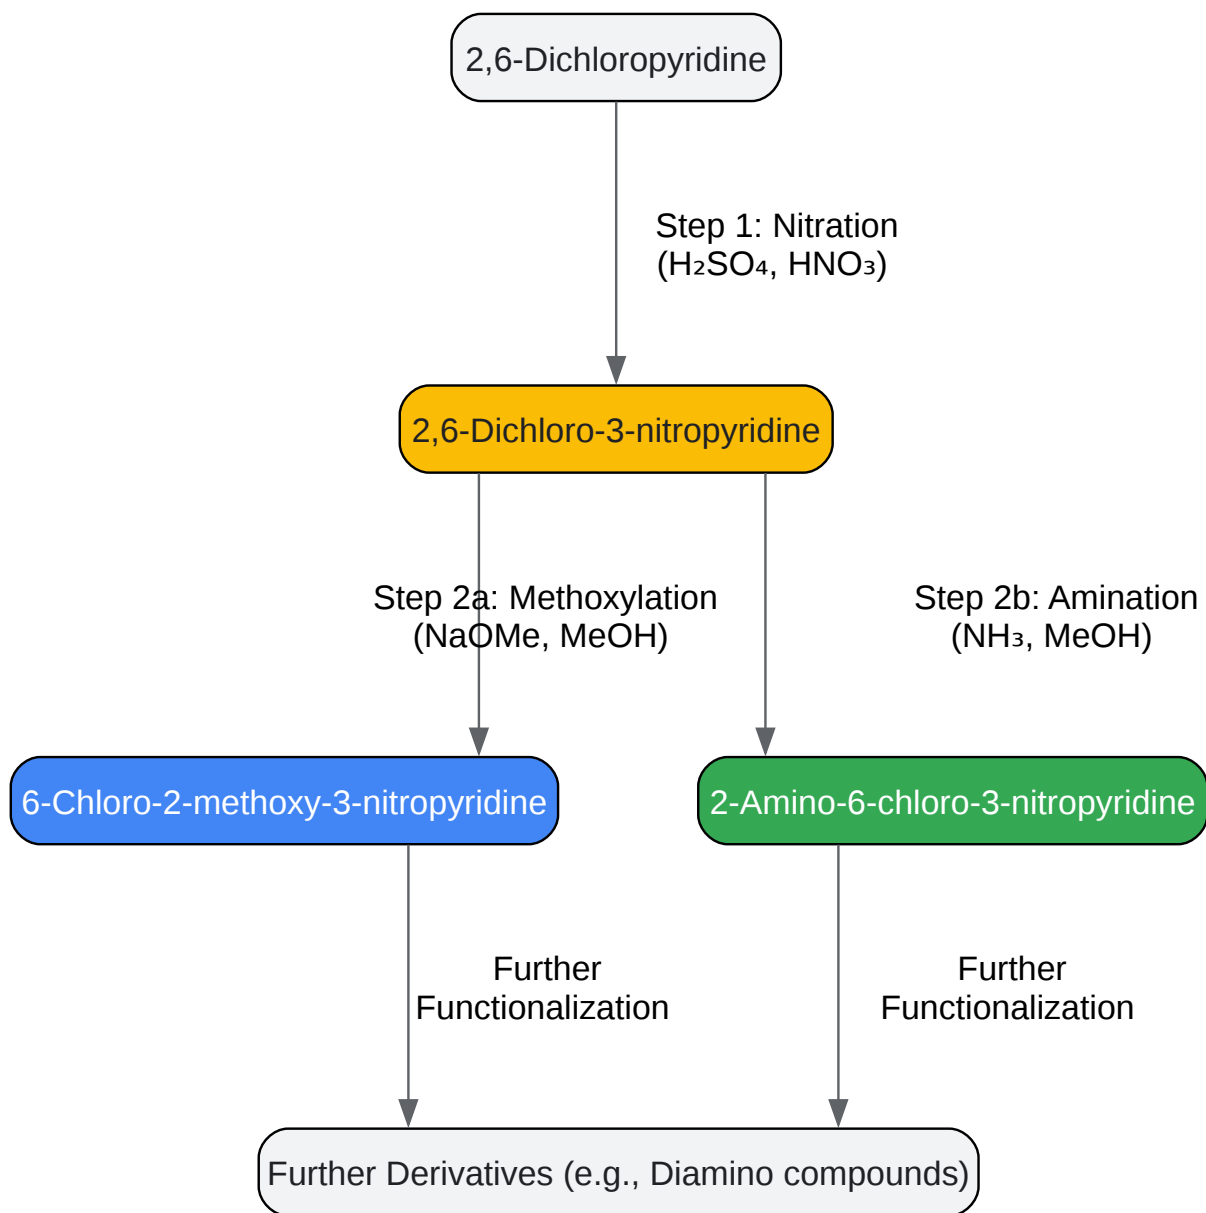 2,6-Dichloropyridine
Step 1: Nitration
(H₂SO₄, HNO₃)
2,6-Dichloro-3-nitropyridine
Step 2a: Methoxylation
(NaOMe, MeOH)
Step 2b: Amination
(NH₃, MeOH)
6-Chloro-2-methoxy-3-nitropyridine
2-Amino-6-chloro-3-nitropyridine
Further
Functionalization
Further
Functionalization
Further Derivatives (e.g., Diamino compounds)